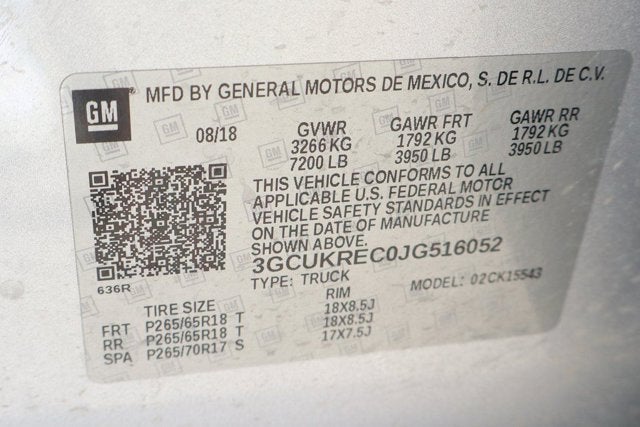 GM MFD BY GENERAL MOTORS DE MEXICO, S. DE R.L. DE C.V.
08/18 GVWR GAWR FRT GAWR RR
3266 KG 1792 KG 1792 KG
7200 LB 3950 LB 3950 LB
THIS VEHICLE CONFORMS TO ALL
APPLICABLE U.S. FEDERAL MOTOR
VEHICLE SAFETY STANDARDS IN EFFECT
ON THE DATE OF MANUFACTURE
SHOWN ABOVE.
3GCUKREC0JG516052
636R TYPE: TRUCK MODEL: 02CK15543
TIRE SIZE RIM
FRT P265/65R18 T 18X8.5J
RR P265/65R18 T 18X8.5J
SPA P265/70R17 S 17X7.5J